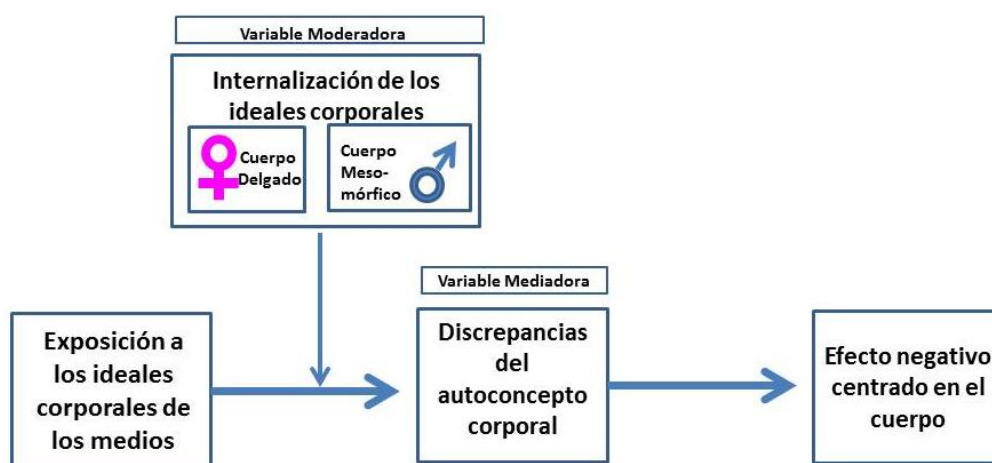 Variable Moderadora
Internalización de los
ideales corporales
Cuerpo
Delgado
Cuerpo
Meso-
mórfico
Variable Mediadora
Exposición a
los ideales
corporales de
los medios
Discrepancias
del
autoconcepto
corporal
Efecto negativo
centrado en el
cuerpo